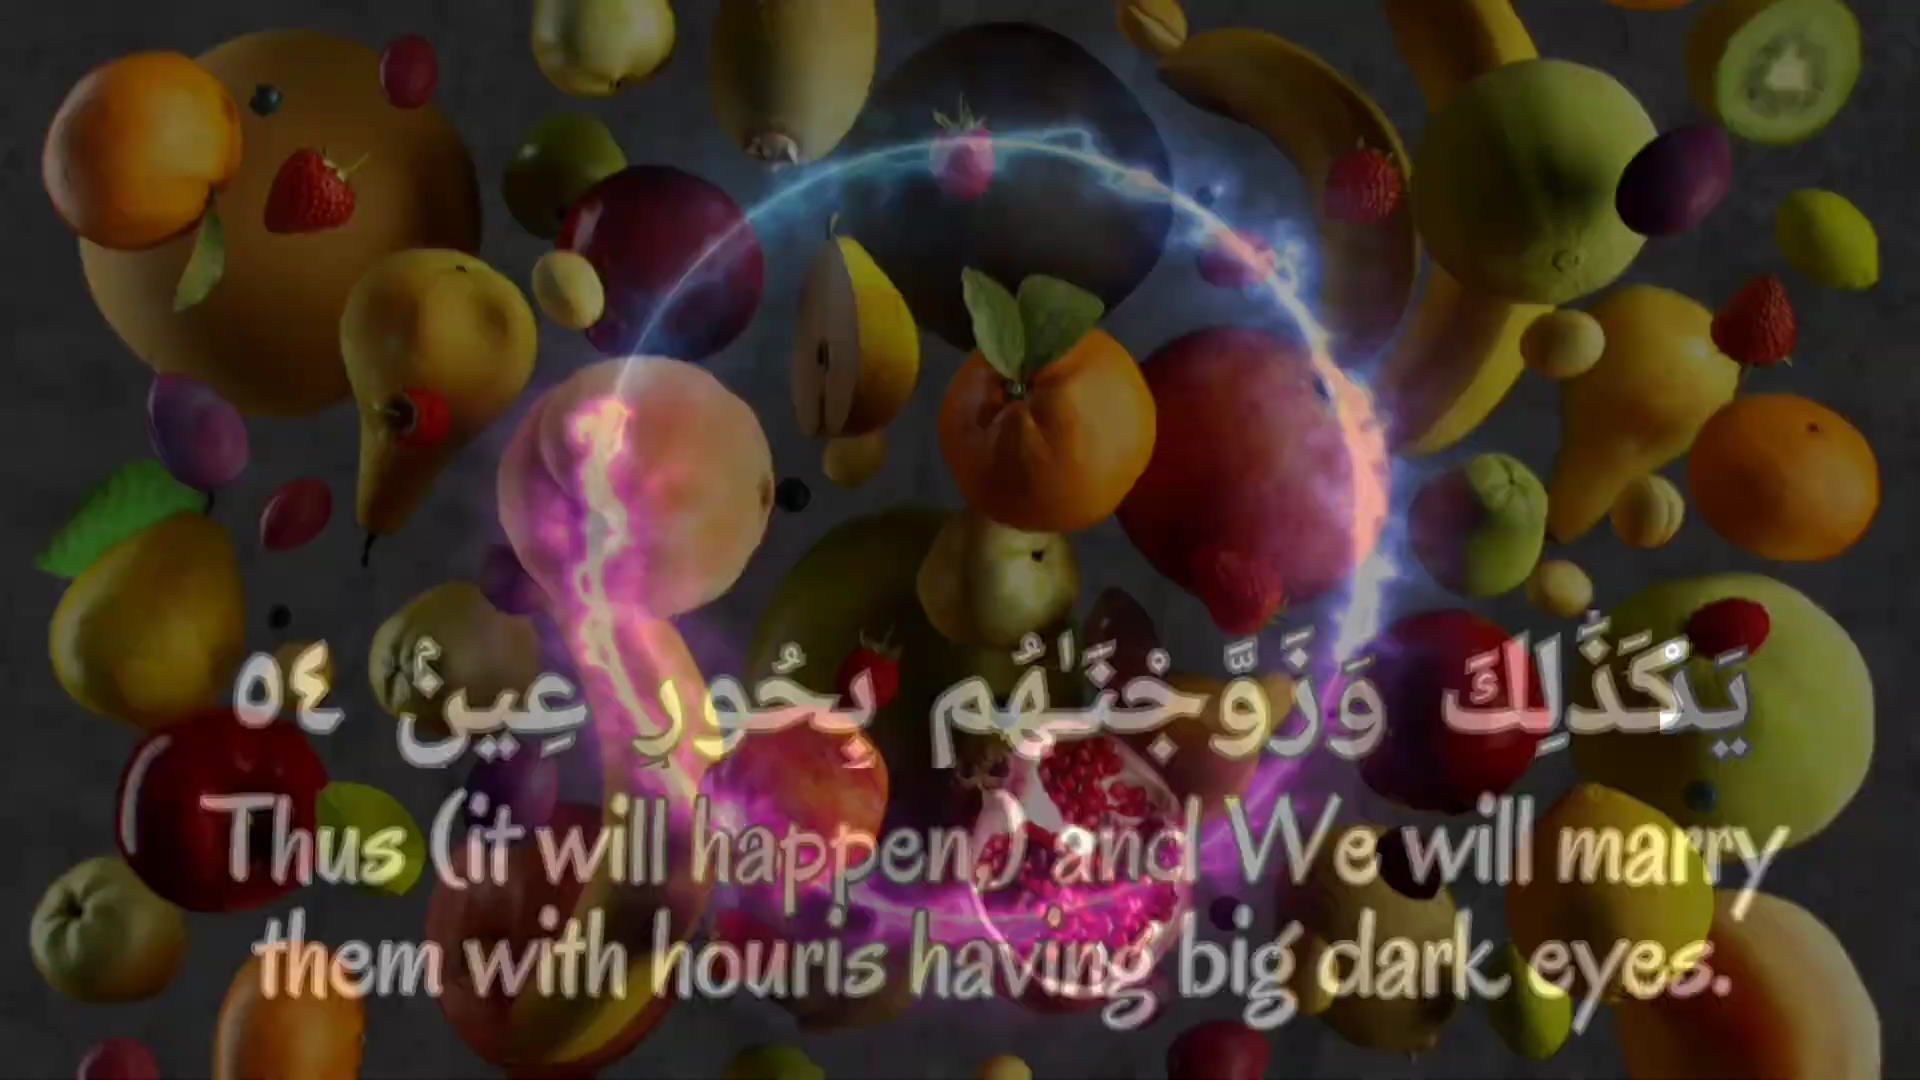 كَذَٰلِكَ وَزَوَّجْنَـٰهُم بِحُورٍ عِينٍۢ ٥٤
Thus (it will happen,) and We will marry
them with houris having big dark eyes.